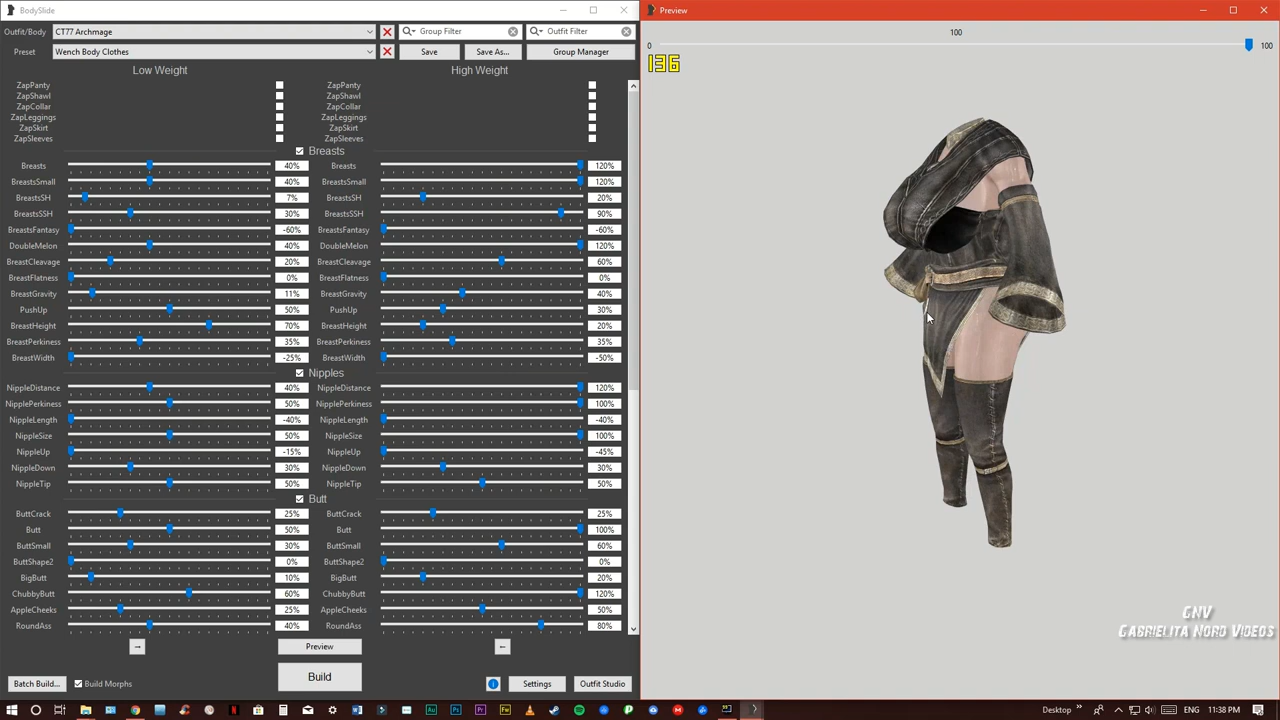 BodySlide
Preview
Outfit/Body CT77 Archmage Group Filter Outfit Filter
Preset Wench Body Clothes Save Save As... Group Manager
0 100 100
136
Low Weight High Weight
ZapPanty ZapPanty
ZapShawl ZapShawl
ZapCollar ZapCollar
ZapLeggings ZapLeggings
ZapSkirt ZapSkirt
ZapSleeves ZapSleeves
Breasts
Breasts 40% Breasts 120%
BreastsSmall 40% BreastsSmall 120%
BreastsSH 7% BreastsSH 20%
BreastsSSH 30% BreastsSSH 90%
BreastsFantasy -60% BreastsFantasy -60%
DoubleMelon 40% DoubleMelon 120%
BreastCleavage 20% BreastCleavage 60%
BreastFlatness 0% BreastFlatness 0%
BreastGravity 11% BreastGravity 40%
PushUp 50% PushUp 30%
BreastHeight 70% BreastHeight 20%
BreastPerkiness 35% BreastPerkiness 35%
BreastWidth -25% BreastWidth -50%
Nipples
NippleDistance 40% NippleDistance 120%
NipplePerkiness 50% NipplePerkiness 100%
NippleLength -40% NippleLength -40%
NippleSize 50% NippleSize 100%
NippleUp -15% NippleUp -45%
NippleDown 30% NippleDown 30%
NippleTip 50% NippleTip 50%
Butt
ButtCrack 25% ButtCrack 25%
Butt 50% Butt 100%
ButtSmall 30% ButtSmall 60%
ButtShape2 0% ButtShape2 0%
BigButt 10% BigButt 20%
ChubbyButt 60% ChubbyButt 120%
AppleCheeks 25% AppleCheeks 50%
RoundAss 40% RoundAss 80%
→ Preview ←
Build
Batch Build... Build Morphs Settings Outfit Studio
GNV
GABRIELITA NORD VIDEOS
Desktop ENG 11:38 PM